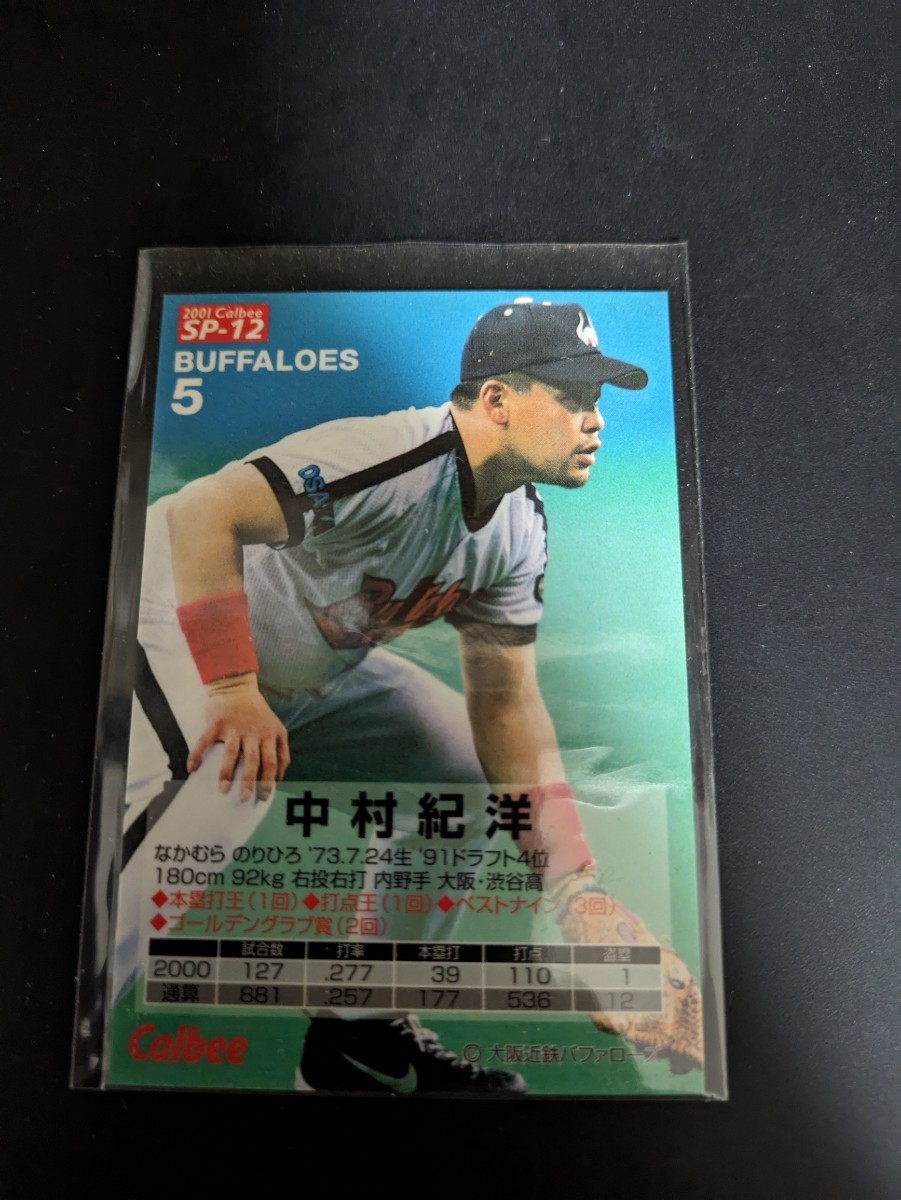 2001 Calbee
SP-12
BUFFALOES
5
OSA
Buffa
中村紀洋
なかむら のりひろ '73.7.24生 '91ドラフト4位
180cm 92kg 右投右打 内野手 大阪・渋谷高
◆本塁打王(1回)◆打点王(1回)◆ベストナイン(3回)◆
◆ゴールデングラブ賞(2回)
試合数 打率 本塁打 打点 盗塁
2000 127 .277 39 110 1
通算 881 .257 177 536 12
Calbee
© 大阪近鉄バファローズ